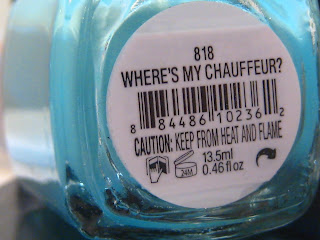 818
WHERE'S MY CHAUFFEUR?
8 84486 10236 2
CAUTION: KEEP FROM HEAT AND FLAME
24M
13.5ml
0.46 fl oz